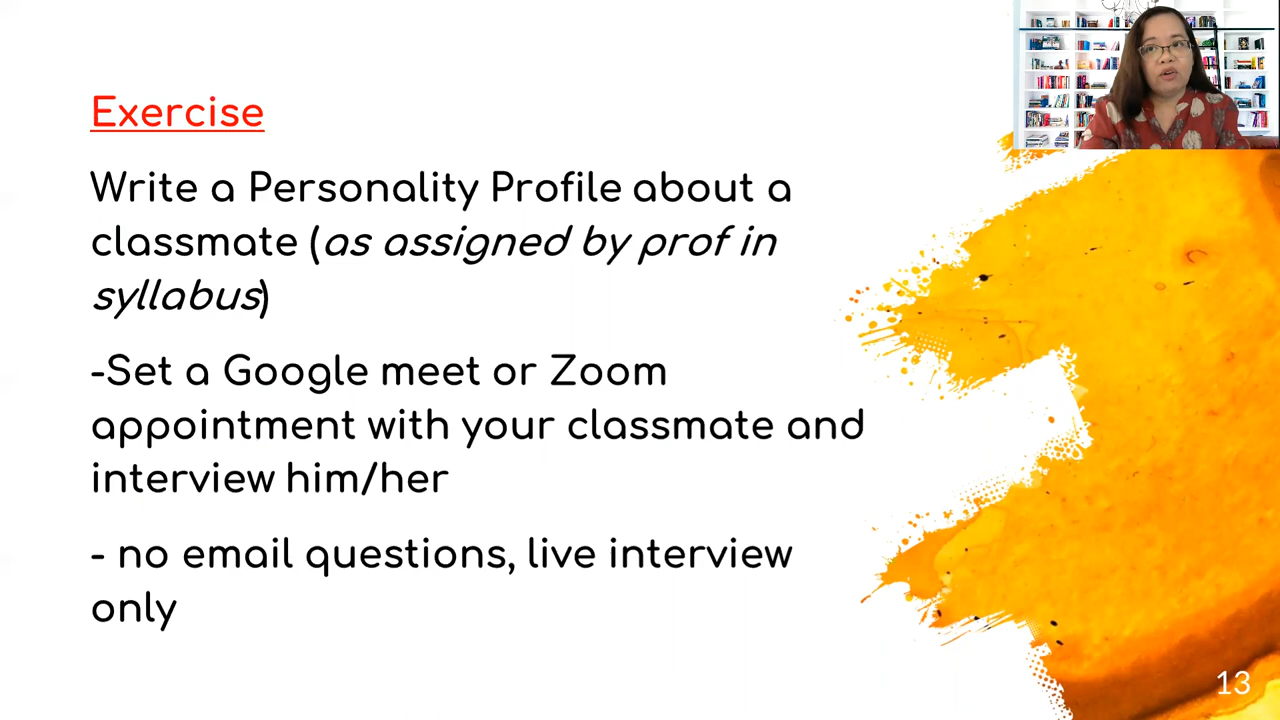 Exercise
Write a Personality Profile about a
classmate (as assigned by prof in
syllabus)
-Set a Google meet or Zoom
appointment with your classmate and
interview him/her
- no email questions, live interview
only
13